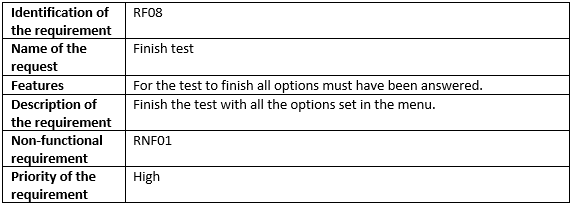 Identification of
the requirement
RF08
Name of the
request
Finish test
Features
For the test to finish all options must have been answered.
Description of
the requirement
Finish the test with all the options set in the menu.
Non-functional
requirement
RNF01
Priority of the
requirement
High